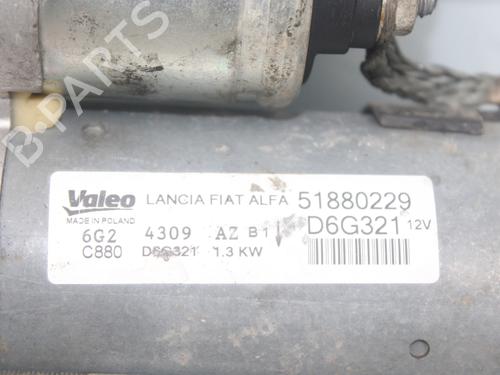 B-PARTS
Valeo LANCIA FIAT ALFA 51880229
MADE IN POLAND
6G2 4309 AZ B1 D6G321 12V
C880 D6G321 1.3 KW